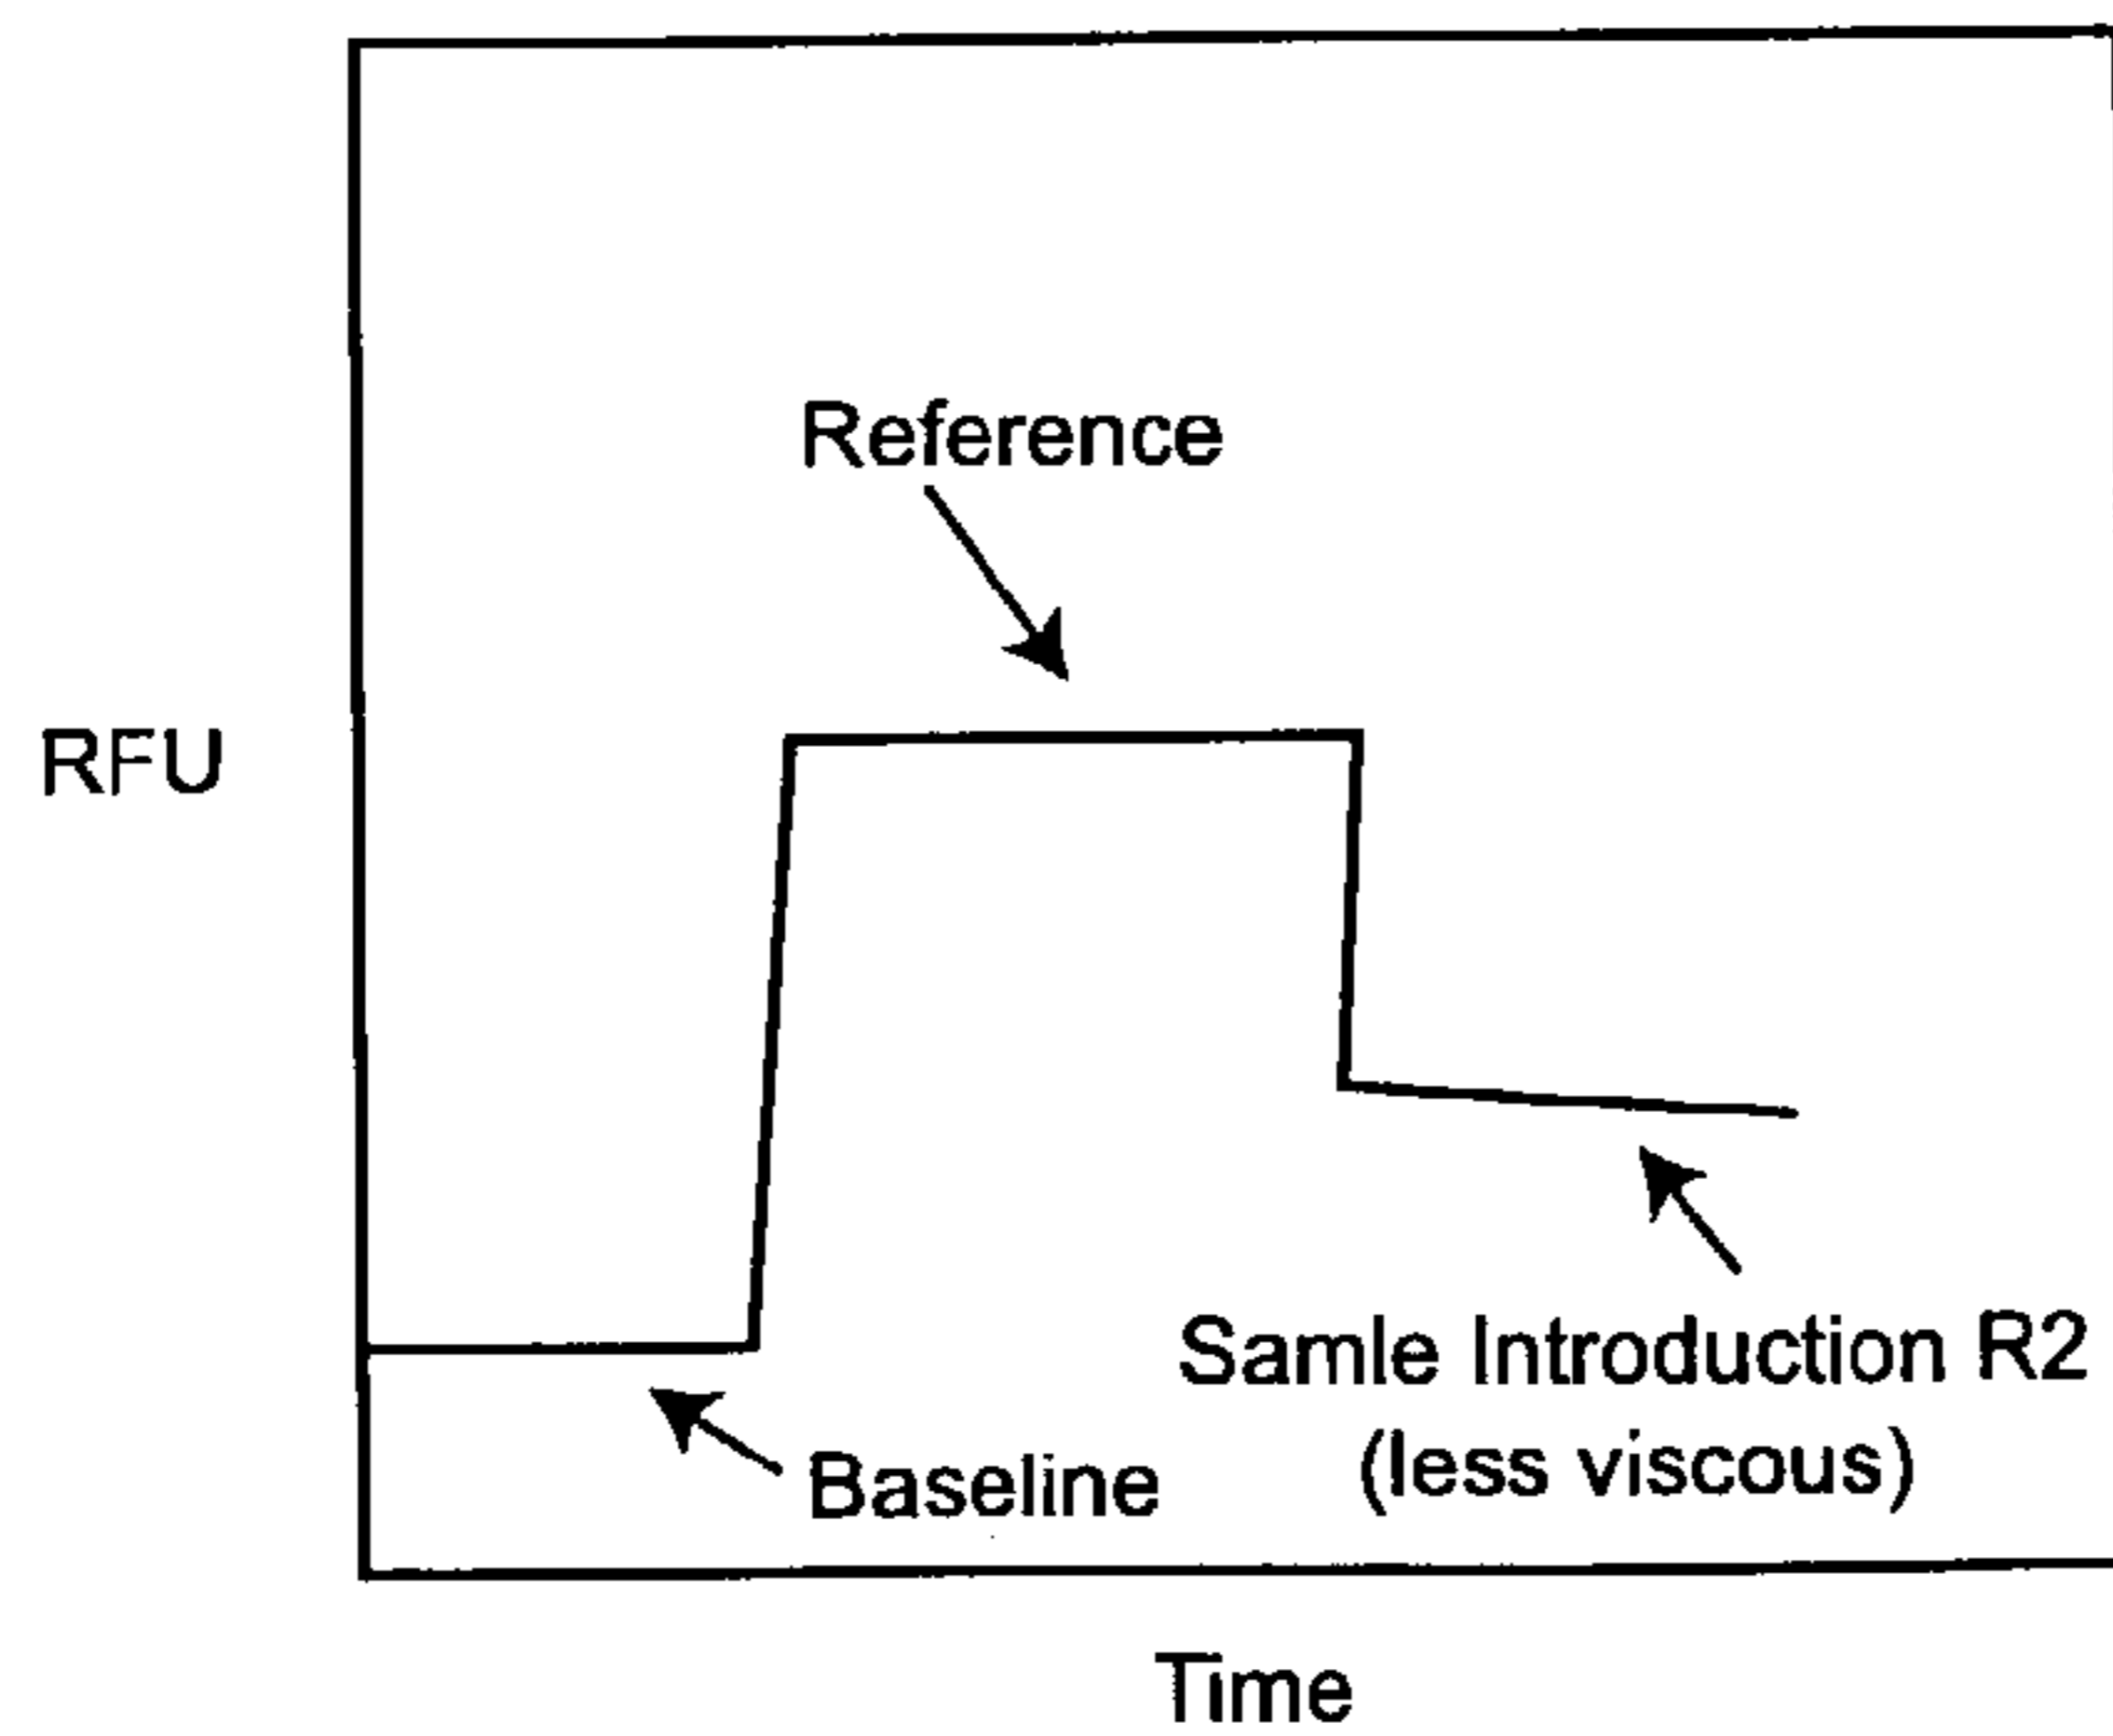 Reference
RFU
Samle Introduction R2
(less viscous)
Baseline
Time